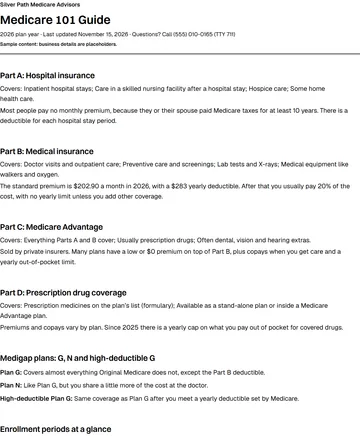 Silver Path Medicare Advisors
Medicare 101 Guide
2026 plan year · Last updated November 15, 2026 · Questions? Call (555) 010-0165 (TTY 711)
Sample content: business details are placeholders.
Part A: Hospital insurance
Covers: Inpatient hospital stays; Care in a skilled nursing facility after a hospital stay; Hospice care; Some home
health care.
Most people pay no monthly premium, because they or their spouse paid Medicare taxes for at least 10 years. There is a
deductible for each hospital stay period.
Part B: Medical insurance
Covers: Doctor visits and outpatient care; Preventive care and screenings; Lab tests and X-rays; Medical equipment like
walkers and oxygen.
The standard premium is $202.90 a month in 2026, with a $283 yearly deductible. After that you usually pay 20% of the
cost, with no yearly limit unless you add other coverage.
Part C: Medicare Advantage
Covers: Everything Parts A and B cover; Usually prescription drugs; Often dental, vision and hearing extras.
Sold by private insurers. Many plans have a low or $0 premium on top of Part B, plus copays when you get care and a
yearly out-of-pocket limit.
Part D: Prescription drug coverage
Covers: Prescription medicines on the plan's list (formulary); Available as a stand-alone plan or inside a Medicare
Advantage plan.
Premiums and copays vary by plan. Since 2025 there is a yearly cap on what you pay out of pocket for covered drugs.
Medigap plans: G, N and high-deductible G
Plan G: Covers almost everything Original Medicare does not, except the Part B deductible.
Plan N: Like Plan G, but you share a little more of the cost at the doctor.
High-deductible Plan G: Same coverage as Plan G after you meet a yearly deductible set by Medicare.
Enrollment periods at a glance